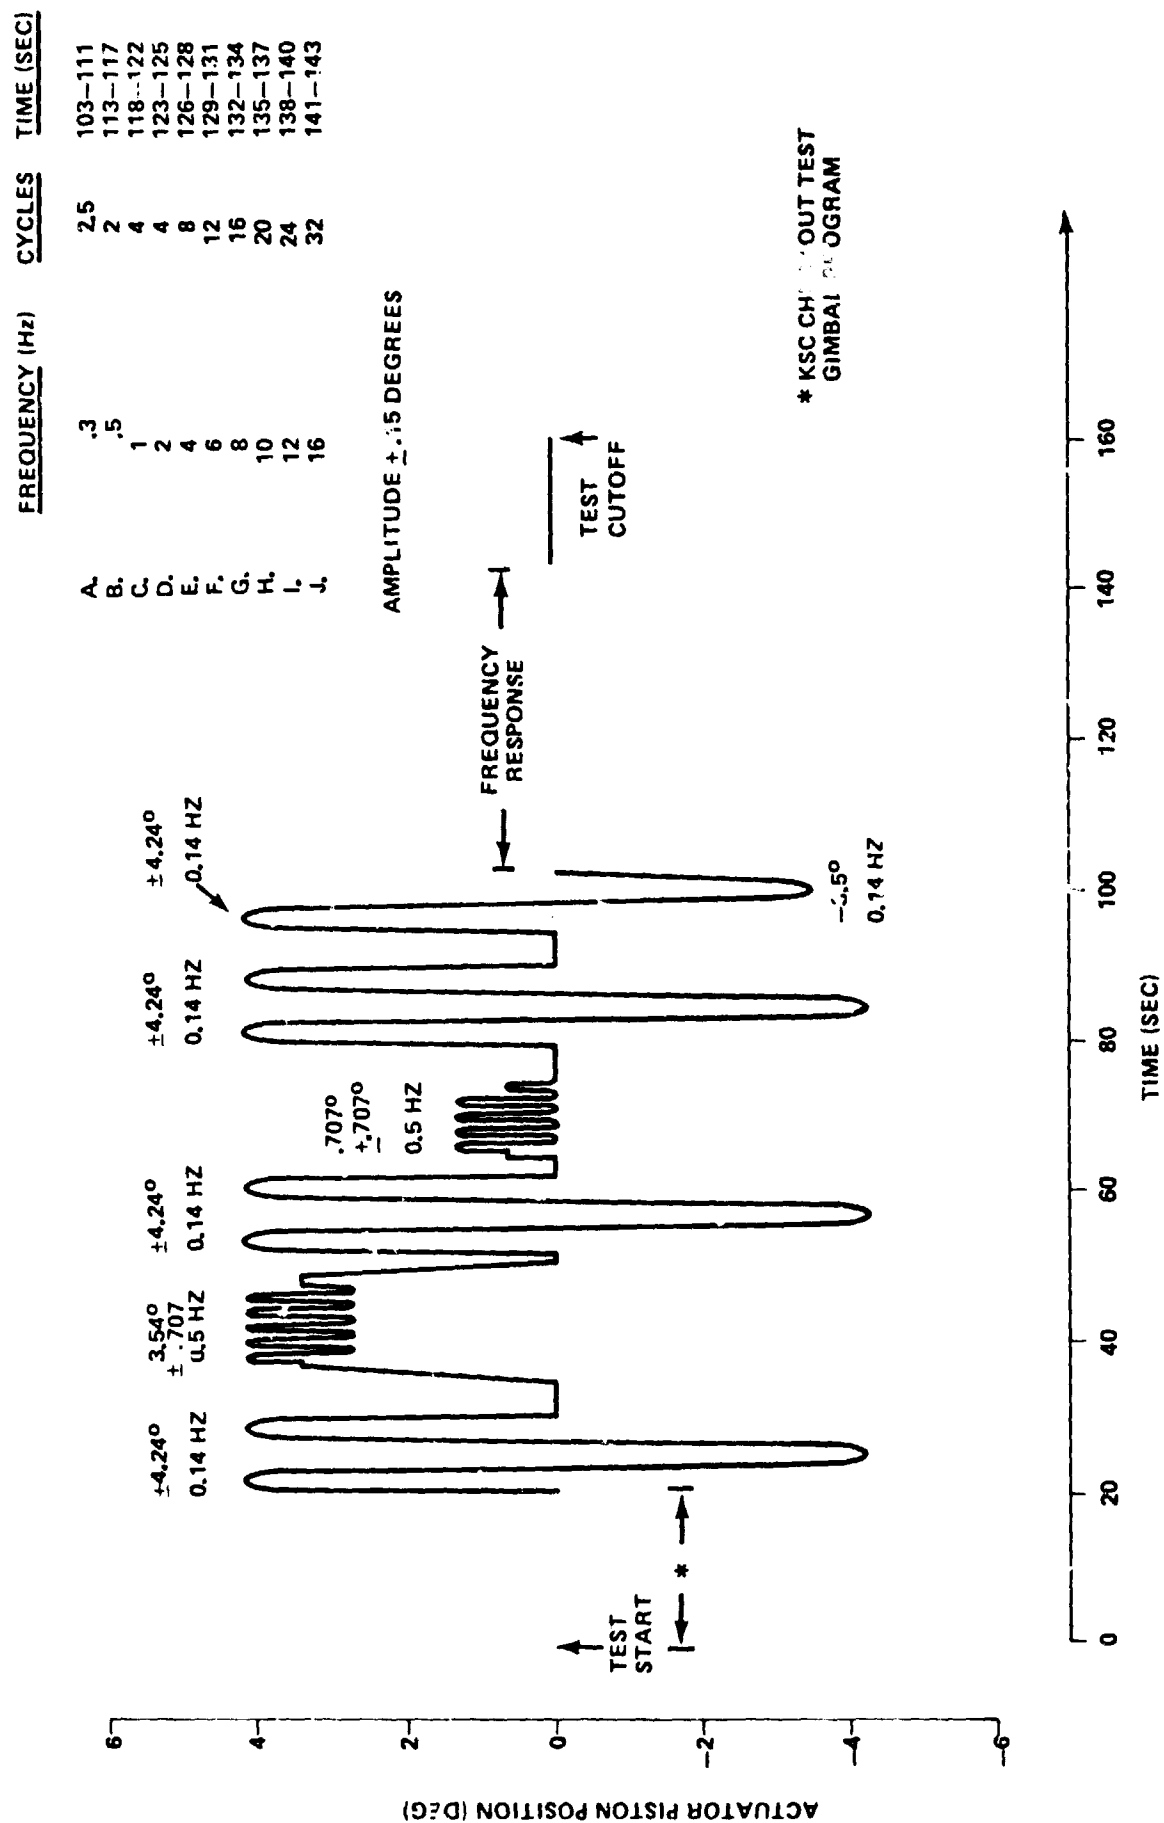 FREQUENCY (Hz) CYCLES TIME (SEC)
A. .3 2.5 103–111
B. .5 2 113–117
C. 1 4 118–122
D. 2 4 123–125
E. 4 8 126–128
F. 6 12 129–131
G. 8 16 132–134
H. 10 20 135–137
I. 12 24 138–140
J. 16 32 141–143
AMPLITUDE ±.15 DEGREES
±4.24°
0.14 HZ
3.54°
± .707
0.5 HZ
±4.24°
0.14 HZ
.707°
±.707°
0.5 HZ
±4.24°
0.14 HZ
±4.24°
0.14 HZ
FREQUENCY
RESPONSE
TEST
CUTOFF
TEST
START
*
–3.5°
0.14 HZ
* KSC OUT TEST
GIMBAL
6
4
2
0
–2
–4
–6
ACTUATOR PISTON POSITION (DEG)
0 20 40 60 80 100 120 140 160
TIME (SEC)